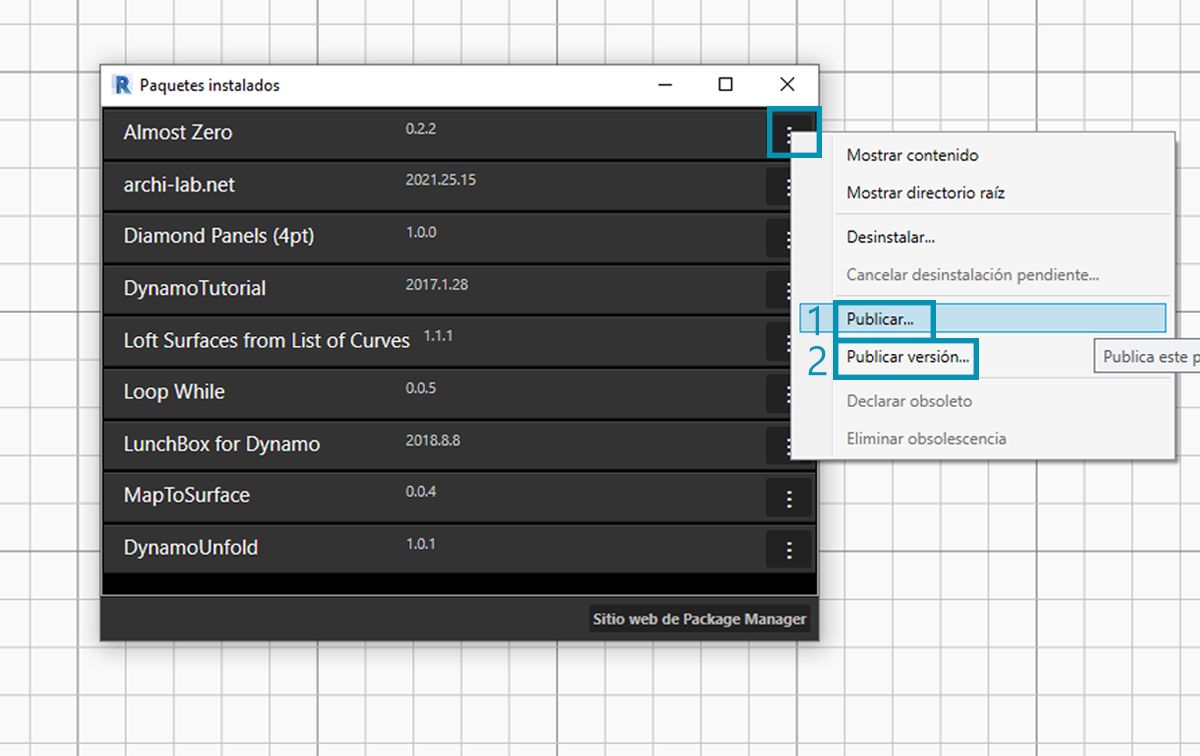 Paquetes instalados
Almost Zero 0.2.2
archi-lab.net 2021.25.15
Diamond Panels (4pt) 1.0.0
DynamoTutorial 2017.1.28
Loft Surfaces from List of Curves 1.1.1
Loop While 0.0.5
LunchBox for Dynamo 2018.8.8
MapToSurface 0.0.4
DynamoUnfold 1.0.1
Sitio web de Package Manager
Mostrar contenido
Mostrar directorio raíz
Desinstalar...
Cancelar desinstalación pendiente...
1 Publicar...
2 Publicar versión...
Publica este p
Declarar obsoleto
Eliminar obsolescencia